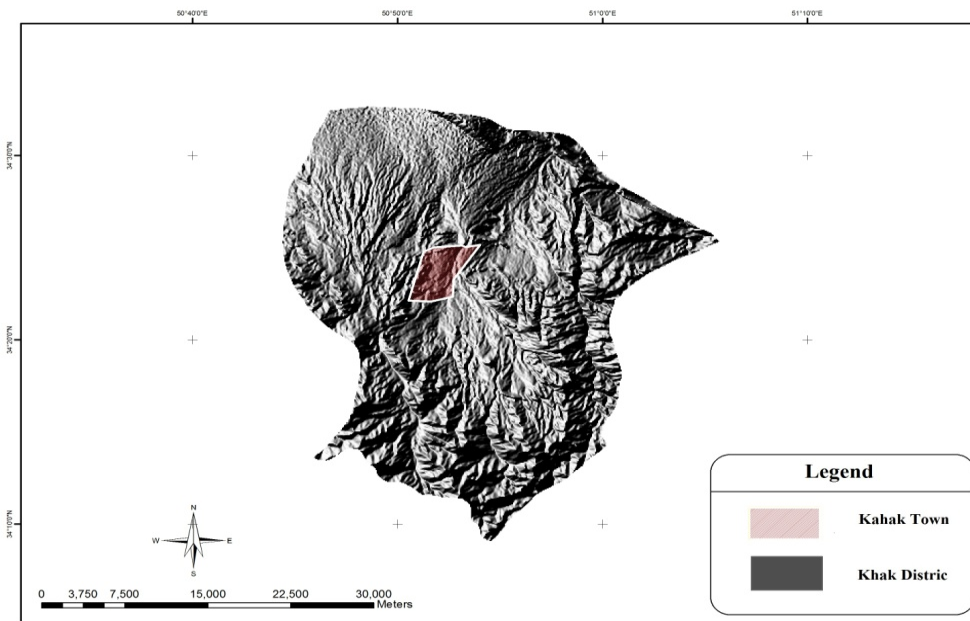 50°40'0"E 50°50'0"E 51°0'0"E 51°10'0"E
34°30'0"N
34°20'0"N
34°10'0"N
N
W E
S
0 3,750 7,500 15,000 22,500 30,000
Meters
Legend
Kahak Town
Khak Distric